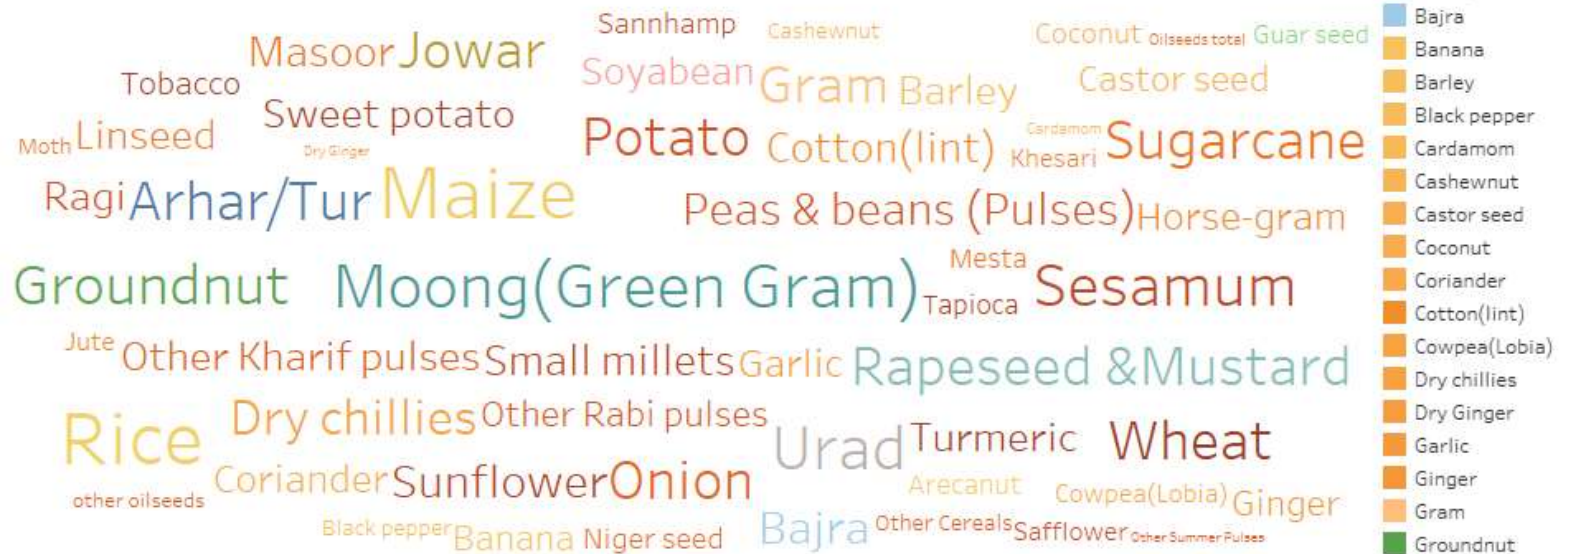 Sannhamp Cashewnut Coconut Oilseeds total Guar seed
Masoor Jowar Soyabean Gram Barley Castor seed
Tobacco Sweet potato
Moth Linseed Dry Ginger Potato Cotton(lint) Cardamom Khesari Sugarcane
Ragi Arhar/Tur Maize Peas & beans (Pulses) Horse-gram
Groundnut Moong(Green Gram) Mesta Tapioca Sesamum
Jute Other Kharif pulses Small millets Garlic Rapeseed &Mustard
Rice Dry chillies Other Rabi pulses Urad Turmeric Wheat
other oilseeds Coriander Sunflower Onion Arecanut Cowpea(Lobia) Ginger
Black pepper Banana Niger seed Bajra Other Cereals Safflower Other Summer Pulses
Bajra
Banana
Barley
Black pepper
Cardamom
Cashewnut
Castor seed
Coconut
Coriander
Cotton(lint)
Cowpea(Lobia)
Dry chillies
Dry Ginger
Garlic
Ginger
Gram
Groundnut